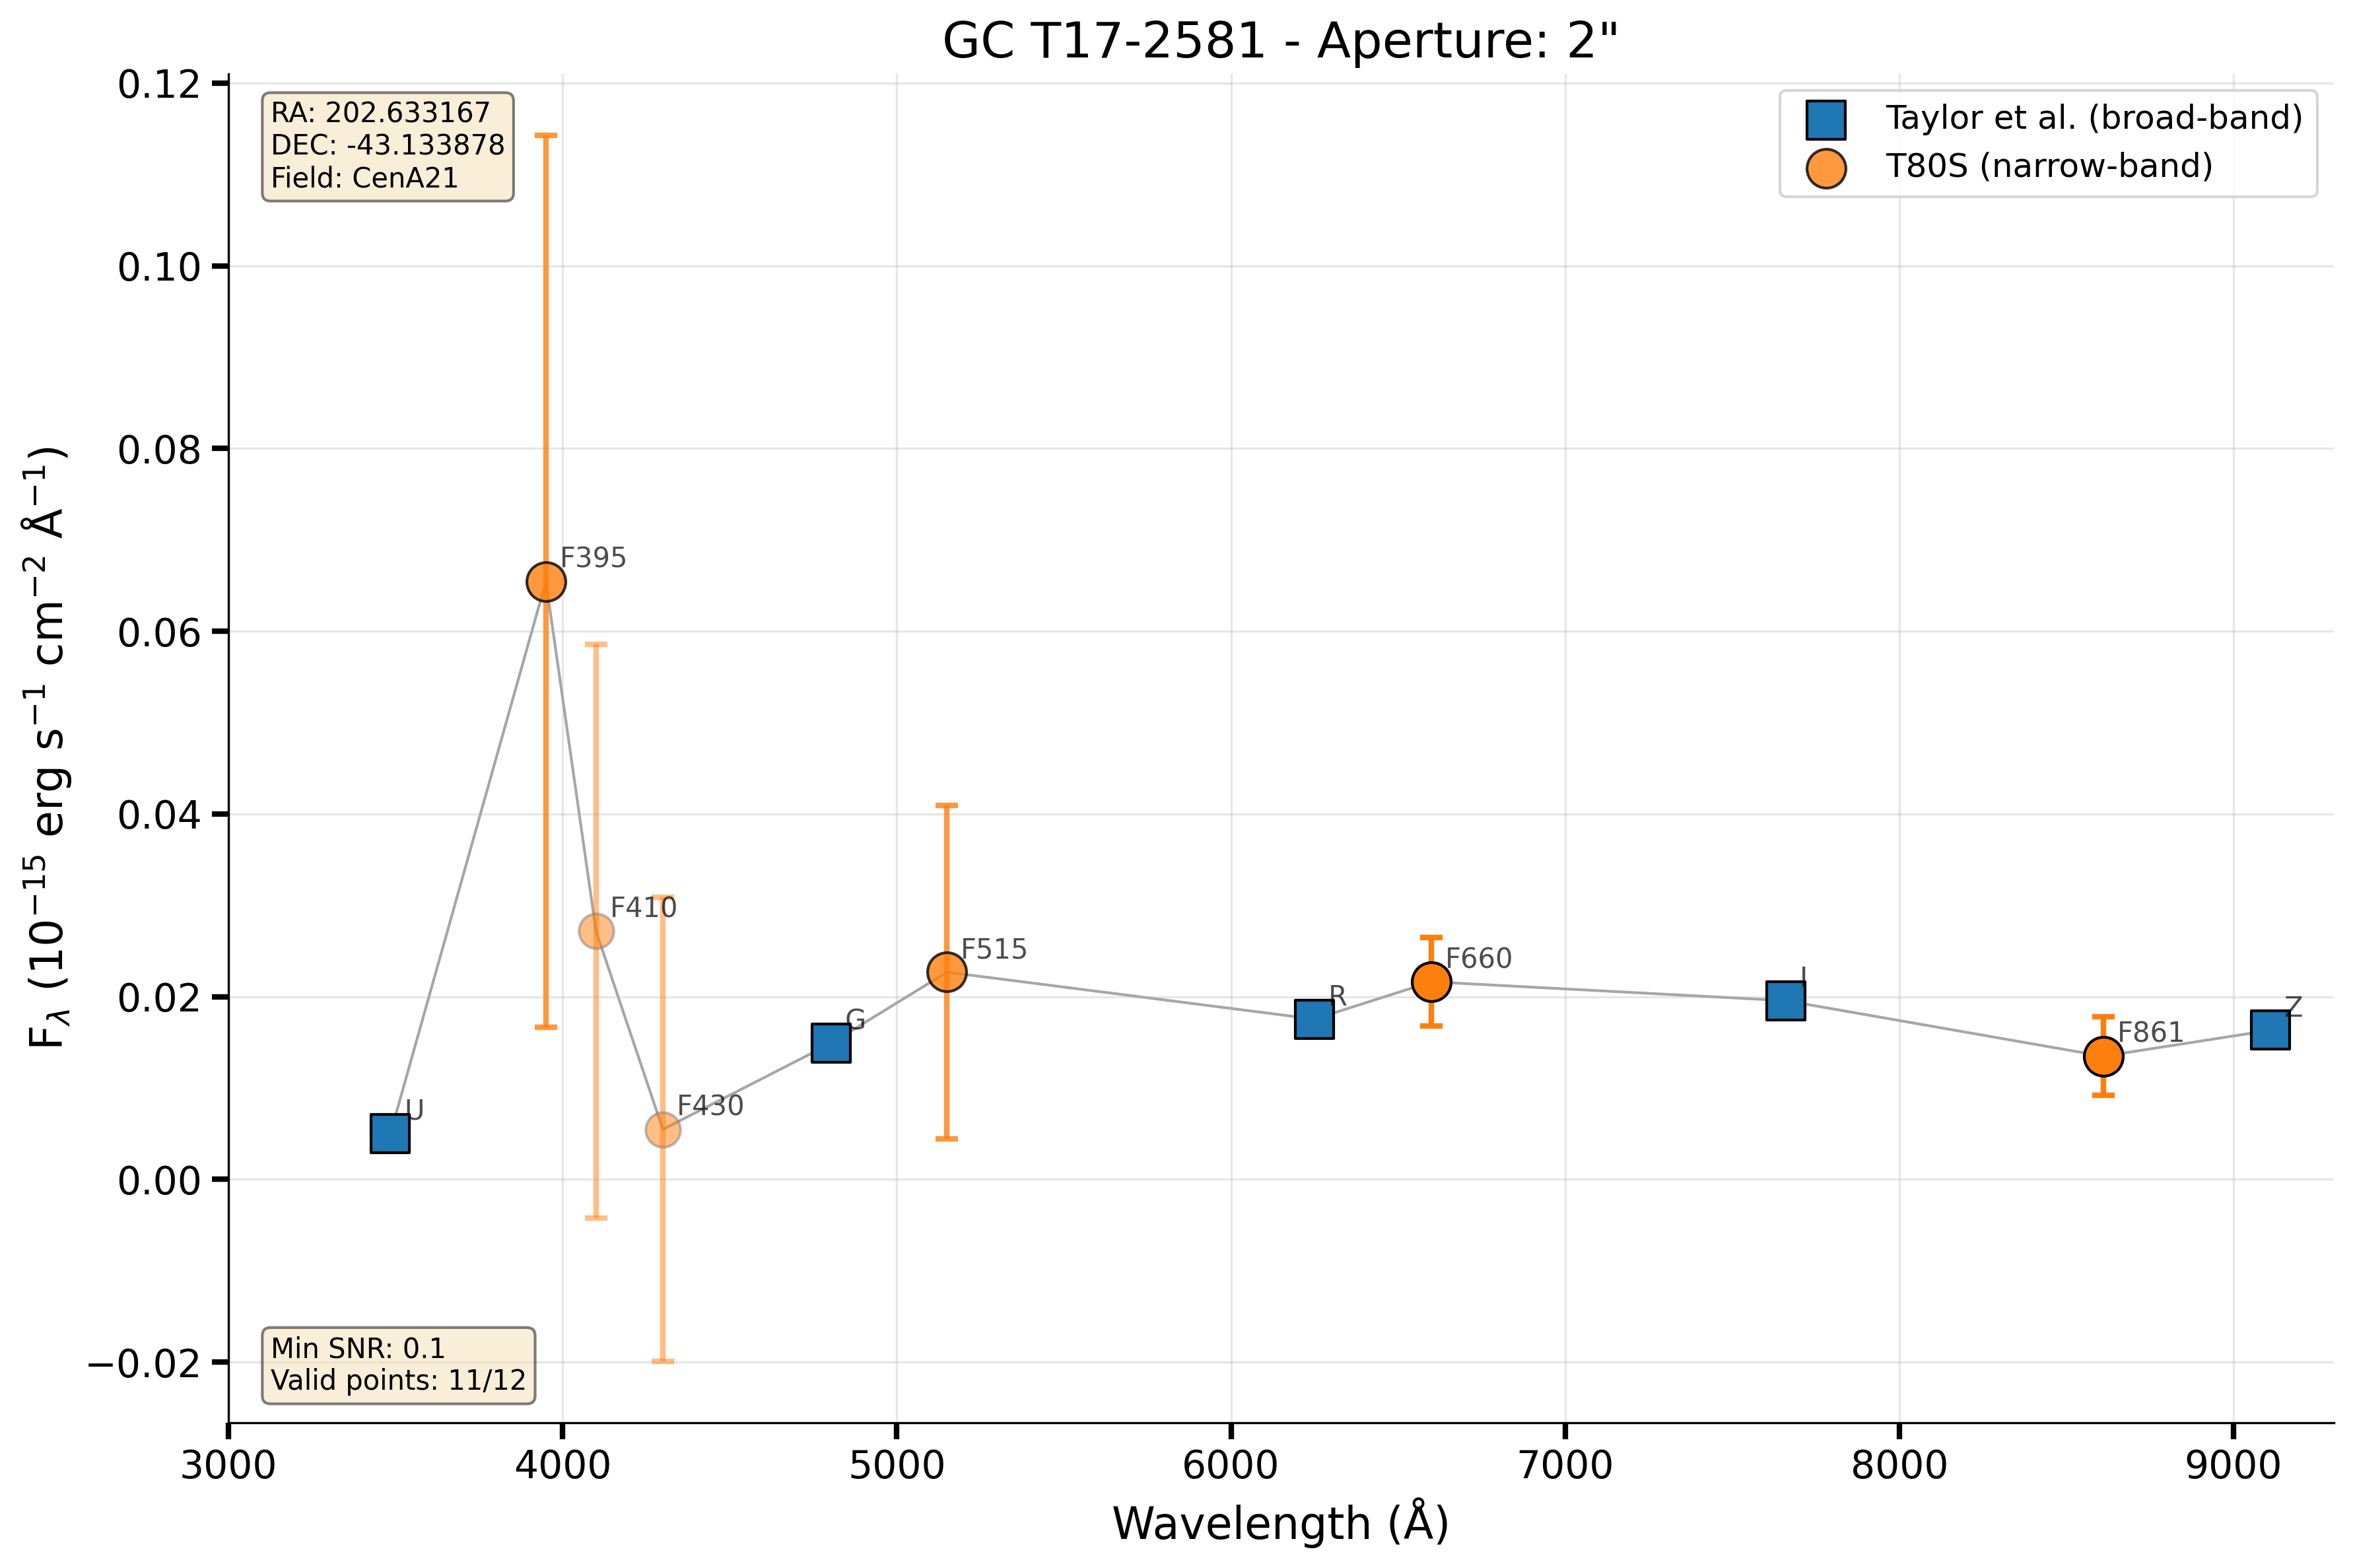 GC T17-2581 - Aperture: 2"
RA: 202.633167
DEC: -43.133878
Field: CenA21
Taylor et al. (broad-band)
T80S (narrow-band)
0.12
0.10
0.08
0.06
0.04
0.02
0.00
−0.02
F_λ (10⁻¹⁵ erg s⁻¹ cm⁻² Å⁻¹)
F395
F410
F515
F660
I
R
Z
G
F861
U
F430
Min SNR: 0.1
Valid points: 11/12
3000 4000 5000 6000 7000 8000 9000
Wavelength (Å)